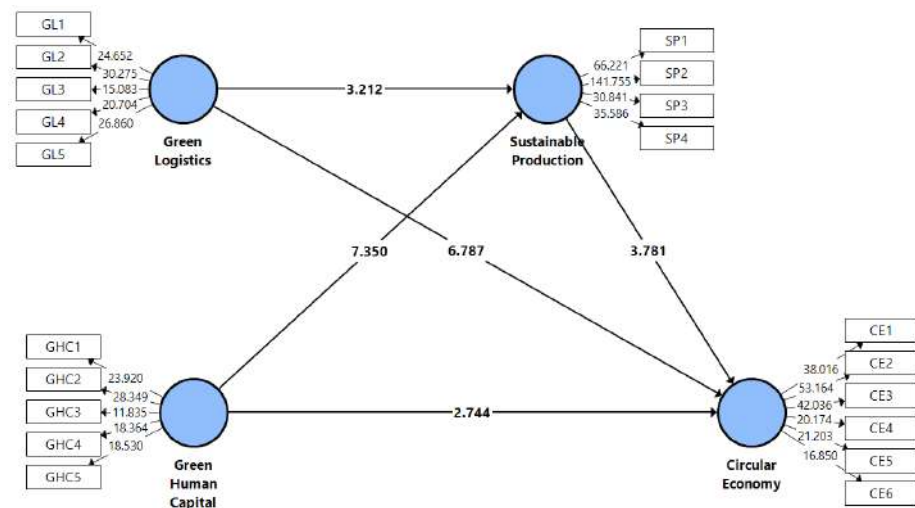 GL1
GL2
GL3
GL4
GL5
24.652
30.275
15.083
20.704
26.860
Green
Logistics
3.212
SP1
SP2
SP3
SP4
66.221
141.755
30.841
35.586
Sustainable
Production
7.350
6.787
3.781
GHC1
GHC2
GHC3
GHC4
GHC5
23.920
28.349
11.835
18.364
18.530
Green
Human
Capital
2.744
CE1
CE2
CE3
CE4
CE5
CE6
38.016
53.164
42.036
20.174
21.203
16.850
Circular
Economy